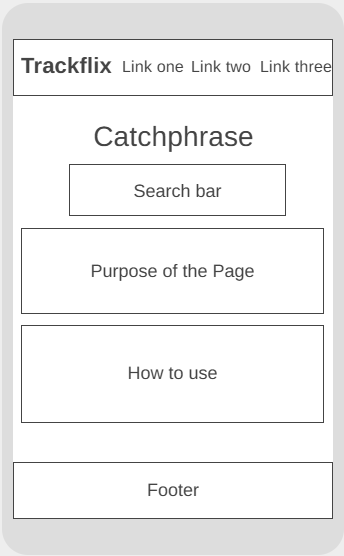 Trackflix Link one Link two Link three
Catchphrase
Search bar
Purpose of the Page
How to use
Footer